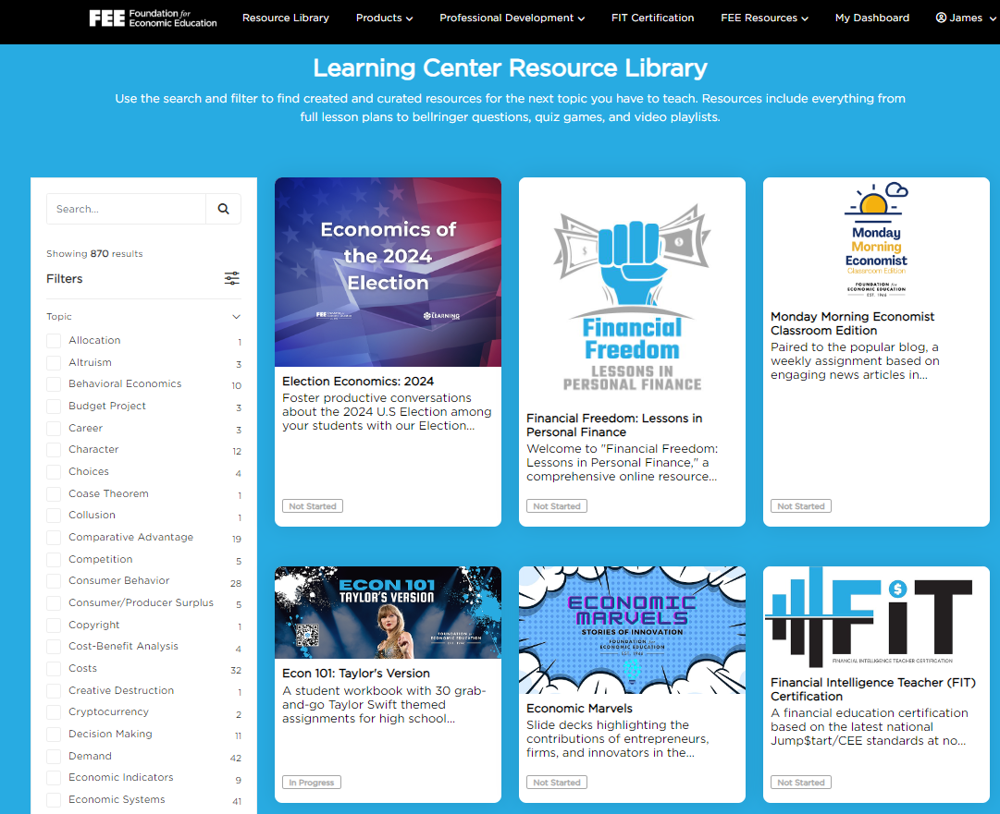 FEE Foundation for
Economic Education
Resource Library
Products
Professional Development
FIT Certification
FEE Resources
My Dashboard
James
Learning Center Resource Library
Use the search and filter to find created and curated resources for the next topic you have to teach. Resources include everything from
full lesson plans to bellringer questions, quiz games, and video playlists.
Search...
Showing 870 results
Filters
Topic
Allocation 1
Altruism 3
Behavioral Economics 10
Budget Project 3
Career 3
Character 12
Choices 4
Coase Theorem 1
Collusion 1
Comparative Advantage 19
Competition 5
Consumer Behavior 28
Consumer/Producer Surplus 5
Copyright 1
Cost-Benefit Analysis 4
Costs 32
Creative Destruction 1
Cryptocurrency 2
Decision Making 11
Demand 42
Economic Indicators 9
Economic Systems 41
Economics of
the 2024
Election
FEE
LEARNING
Election Economics: 2024
Foster productive conversations
about the 2024 U.S Election among
your students with our Election...
Not Started
Financial
Freedom
LESSONS IN
PERSONAL FINANCE
Financial Freedom: Lessons in
Personal Finance
Welcome to "Financial Freedom:
Lessons in Personal Finance," a
comprehensive online resource...
Not Started
Monday
Morning
Economist
Classroom Edition
FOUNDATION for
ECONOMIC EDUCATION
EST. 1946
Monday Morning Economist
Classroom Edition
Paired to the popular blog, a
weekly assignment based on
engaging news articles in...
Not Started
ECON 101
TAYLOR'S VERSION
FOUNDATION for
ECONOMIC EDUCATION
Econ 101: Taylor's Version
A student workbook with 30 grab-
and-go Taylor Swift themed
assignments for high school...
In Progress
ECONOMIC
MARVELS
STORIES OF INNOVATION
FOUNDATION for
ECONOMIC EDUCATION
EST. 1946
Economic Marvels
Slide decks highlighting the
contributions of entrepreneurs,
firms, and innovators in the...
Not Started
FiT
FINANCIAL INTELLIGENCE TEACHER CERTIFICATION
Financial Intelligence Teacher (FIT)
Certification
A financial education certification
based on the latest national
Jump$tart/CEE standards at no...
Not Started